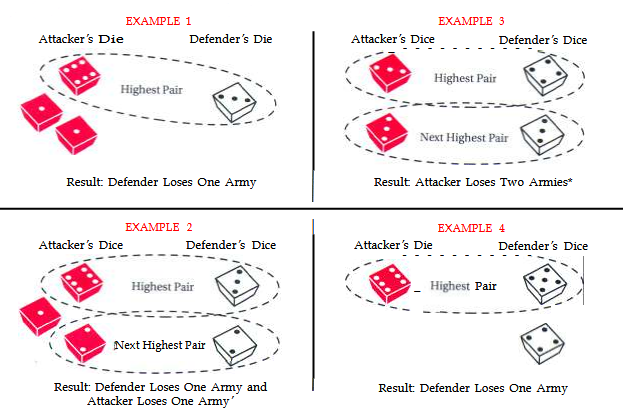 EXAMPLE 1
Attacker's Die Defender's Die
Highest Pair
Result: Defender Loses One Army
EXAMPLE 3
Attacker's Dice Defender's Dice
Highest Pair
Next Highest Pair
Result: Attacker Loses Two Armies*
EXAMPLE 2
Attacker's Dice Defender's Dice
Highest Pair
Next Highest Pair
Result: Defender Loses One Army and
Attacker Loses One Army′
EXAMPLE 4
Attacker's Die Defender's Dice
Highest Pair
Result: Defender Loses One Army